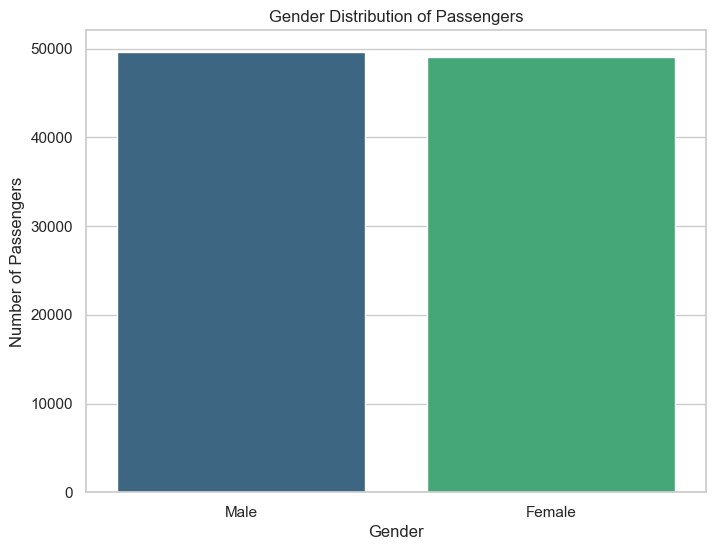 Gender Distribution of Passengers
Number of Passengers
50000
40000
30000
20000
10000
0
Male Female
Gender